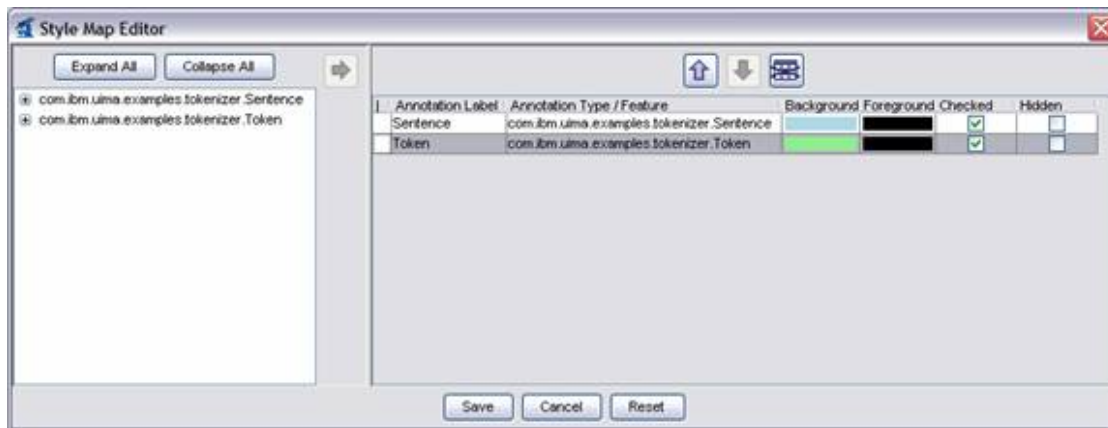 Style Map Editor
Expand All Collapse All
com.ibm.uima.examples.tokenizer.Sentence
com.ibm.uima.examples.tokenizer.Token
Annotation Label Annotation Type / Feature Background Foreground Checked Hidden
Sentence com.ibm.uima.examples.tokenizer.Sentence
Token com.ibm.uima.examples.tokenizer.Token
Save Cancel Reset